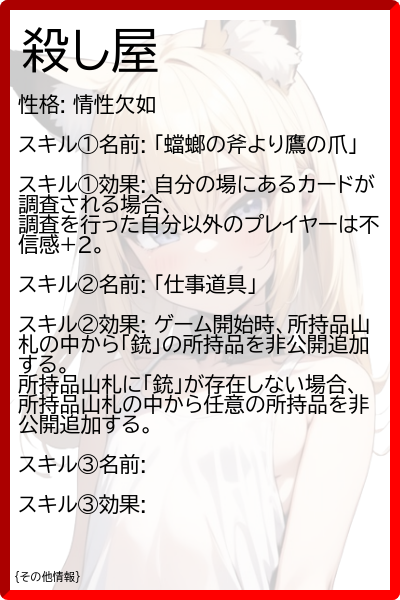 殺し屋
性格: 情性欠如
スキル①名前: 「蟷螂の斧より鷹の爪」
スキル①効果: 自分の場にあるカードが
調査される場合、
調査を行った自分以外のプレイヤーは不
信感+2。
スキル②名前: 「仕事道具」
スキル②効果: ゲーム開始時、所持品山
札の中から「銃」の所持品を非公開追加
する。
所持品山札に「銃」が存在しない場合、
所持品山札の中から任意の所持品を非
公開追加する。
スキル③名前:
スキル③効果:
{その他情報}